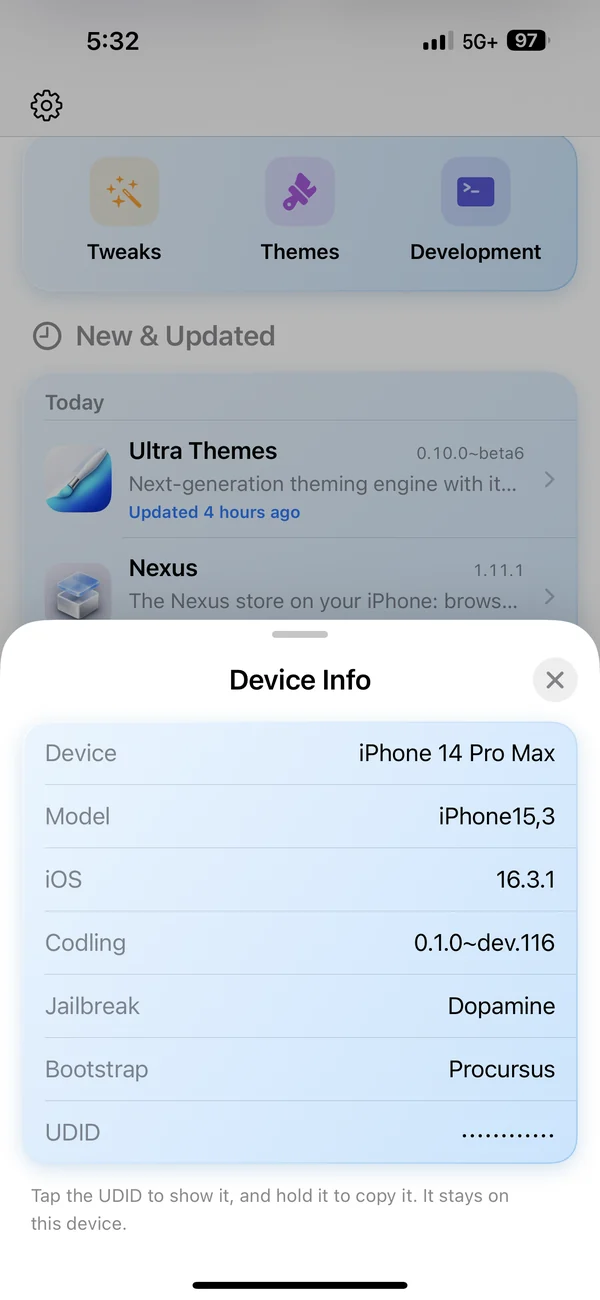 5:32
5G+
97
Tweaks
Themes
Development
New & Updated
Today
Ultra Themes
0.10.0~beta6
Next-generation theming engine with it...
Updated 4 hours ago
Nexus
1.11.1
The Nexus store on your iPhone: brows...
Device Info
Device
iPhone 14 Pro Max
Model
iPhone15,3
iOS
16.3.1
Codling
0.1.0~dev.116
Jailbreak
Dopamine
Bootstrap
Procursus
UDID
............
Tap the UDID to show it, and hold it to copy it. It stays on
this device.